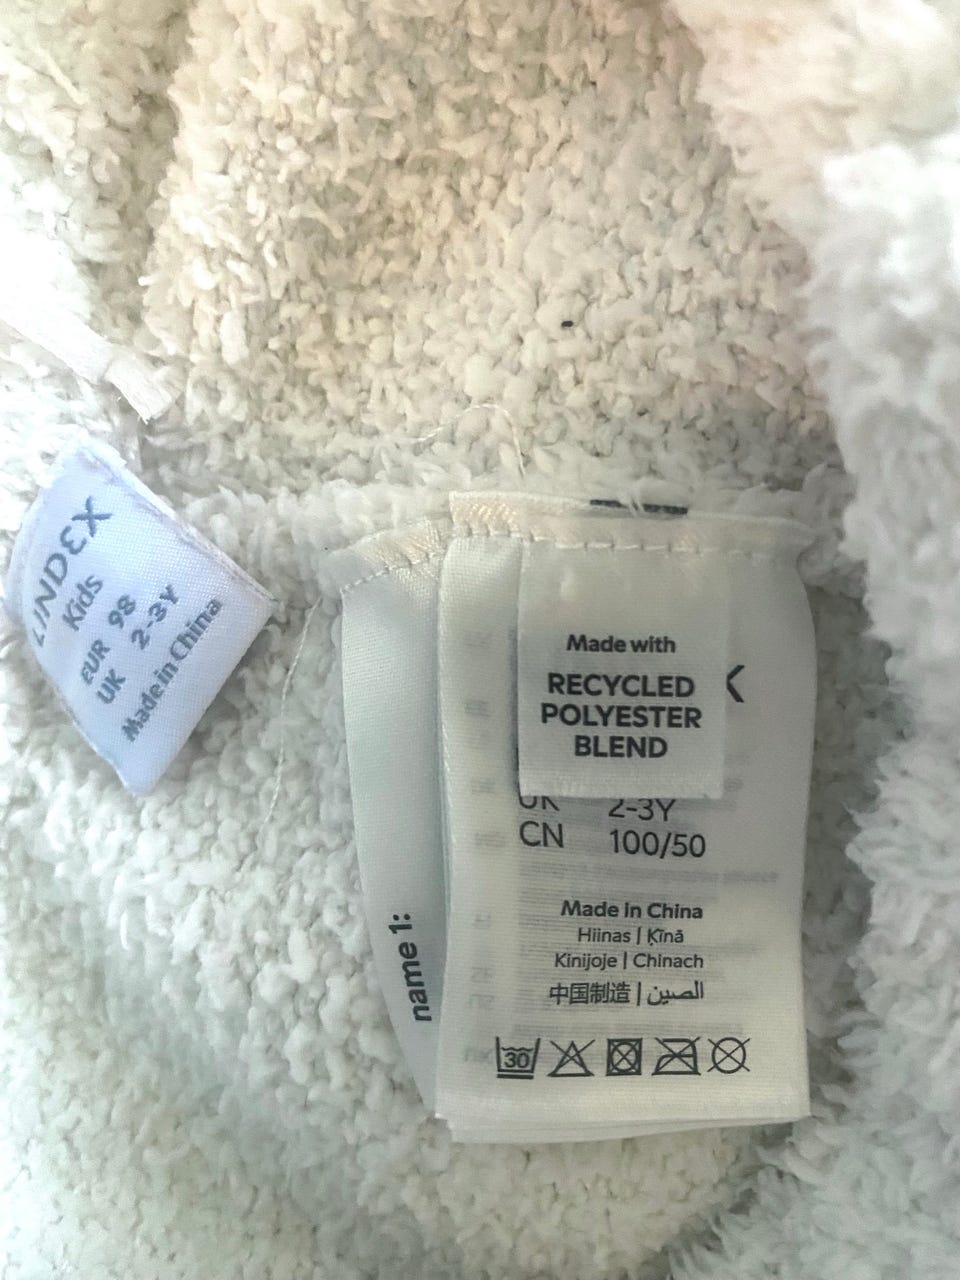 LINDEX
Kids
EUR 98
UK 2-3Y
Made in China
name 1:
Made with
RECYCLED
POLYESTER
BLEND
K
UK 2-3Y
CN 100/50
Made in China
Hiinas | Ķīnā
Kinijoje | Chinach
中国制造 | الصين
30